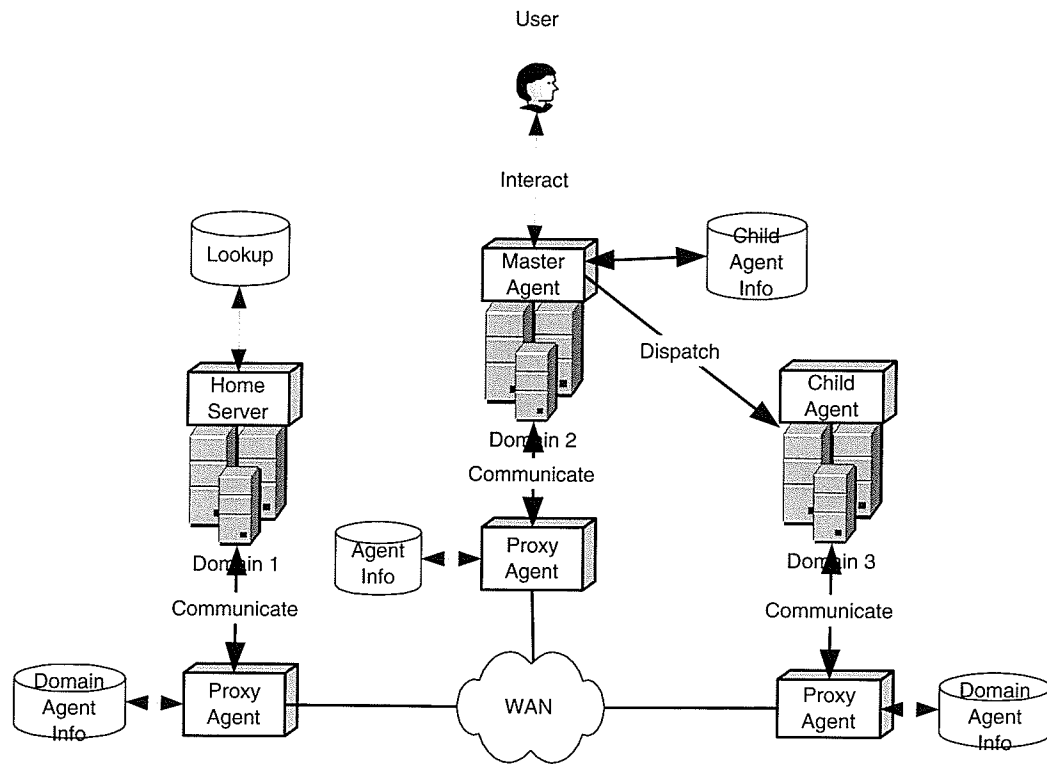 User
Interact
Lookup
Master
Agent
Child
Agent
Info
Dispatch
Home
Server
Child
Agent
Domain 2
Communicate
Agent
Info
Proxy
Agent
Domain 1
Domain 3
Communicate
Communicate
Domain
Agent
Info
Proxy
Agent
WAN
Proxy
Agent
Domain
Agent
Info